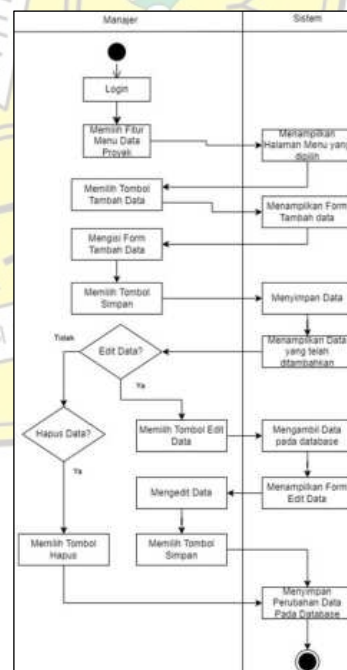 Manajer
Sistem
Login
Memilih Fitur
Menu Data
Proyek
Menampilkan
Halaman Menu yang
dipilih
Memilih Tombol
Tambah Data
Menampilkan Form
Tambah data
Mengisi Form
Tambah Data
Memilih Tombol
Simpan
Menyimpan Data
Menampilkan Data
yang telah
ditambahkan
Edit Data?
Tidak
Ya
Hapus Data?
Memilih Tombol Edit
Data
Mengambil Data
pada database
Ya
Mengedit Data
Menampilkan Form
Edit Data
Memilih Tombol
Hapus
Memilih Tombol
Simpan
Menyimpan
Perubahan Data
Pada Database